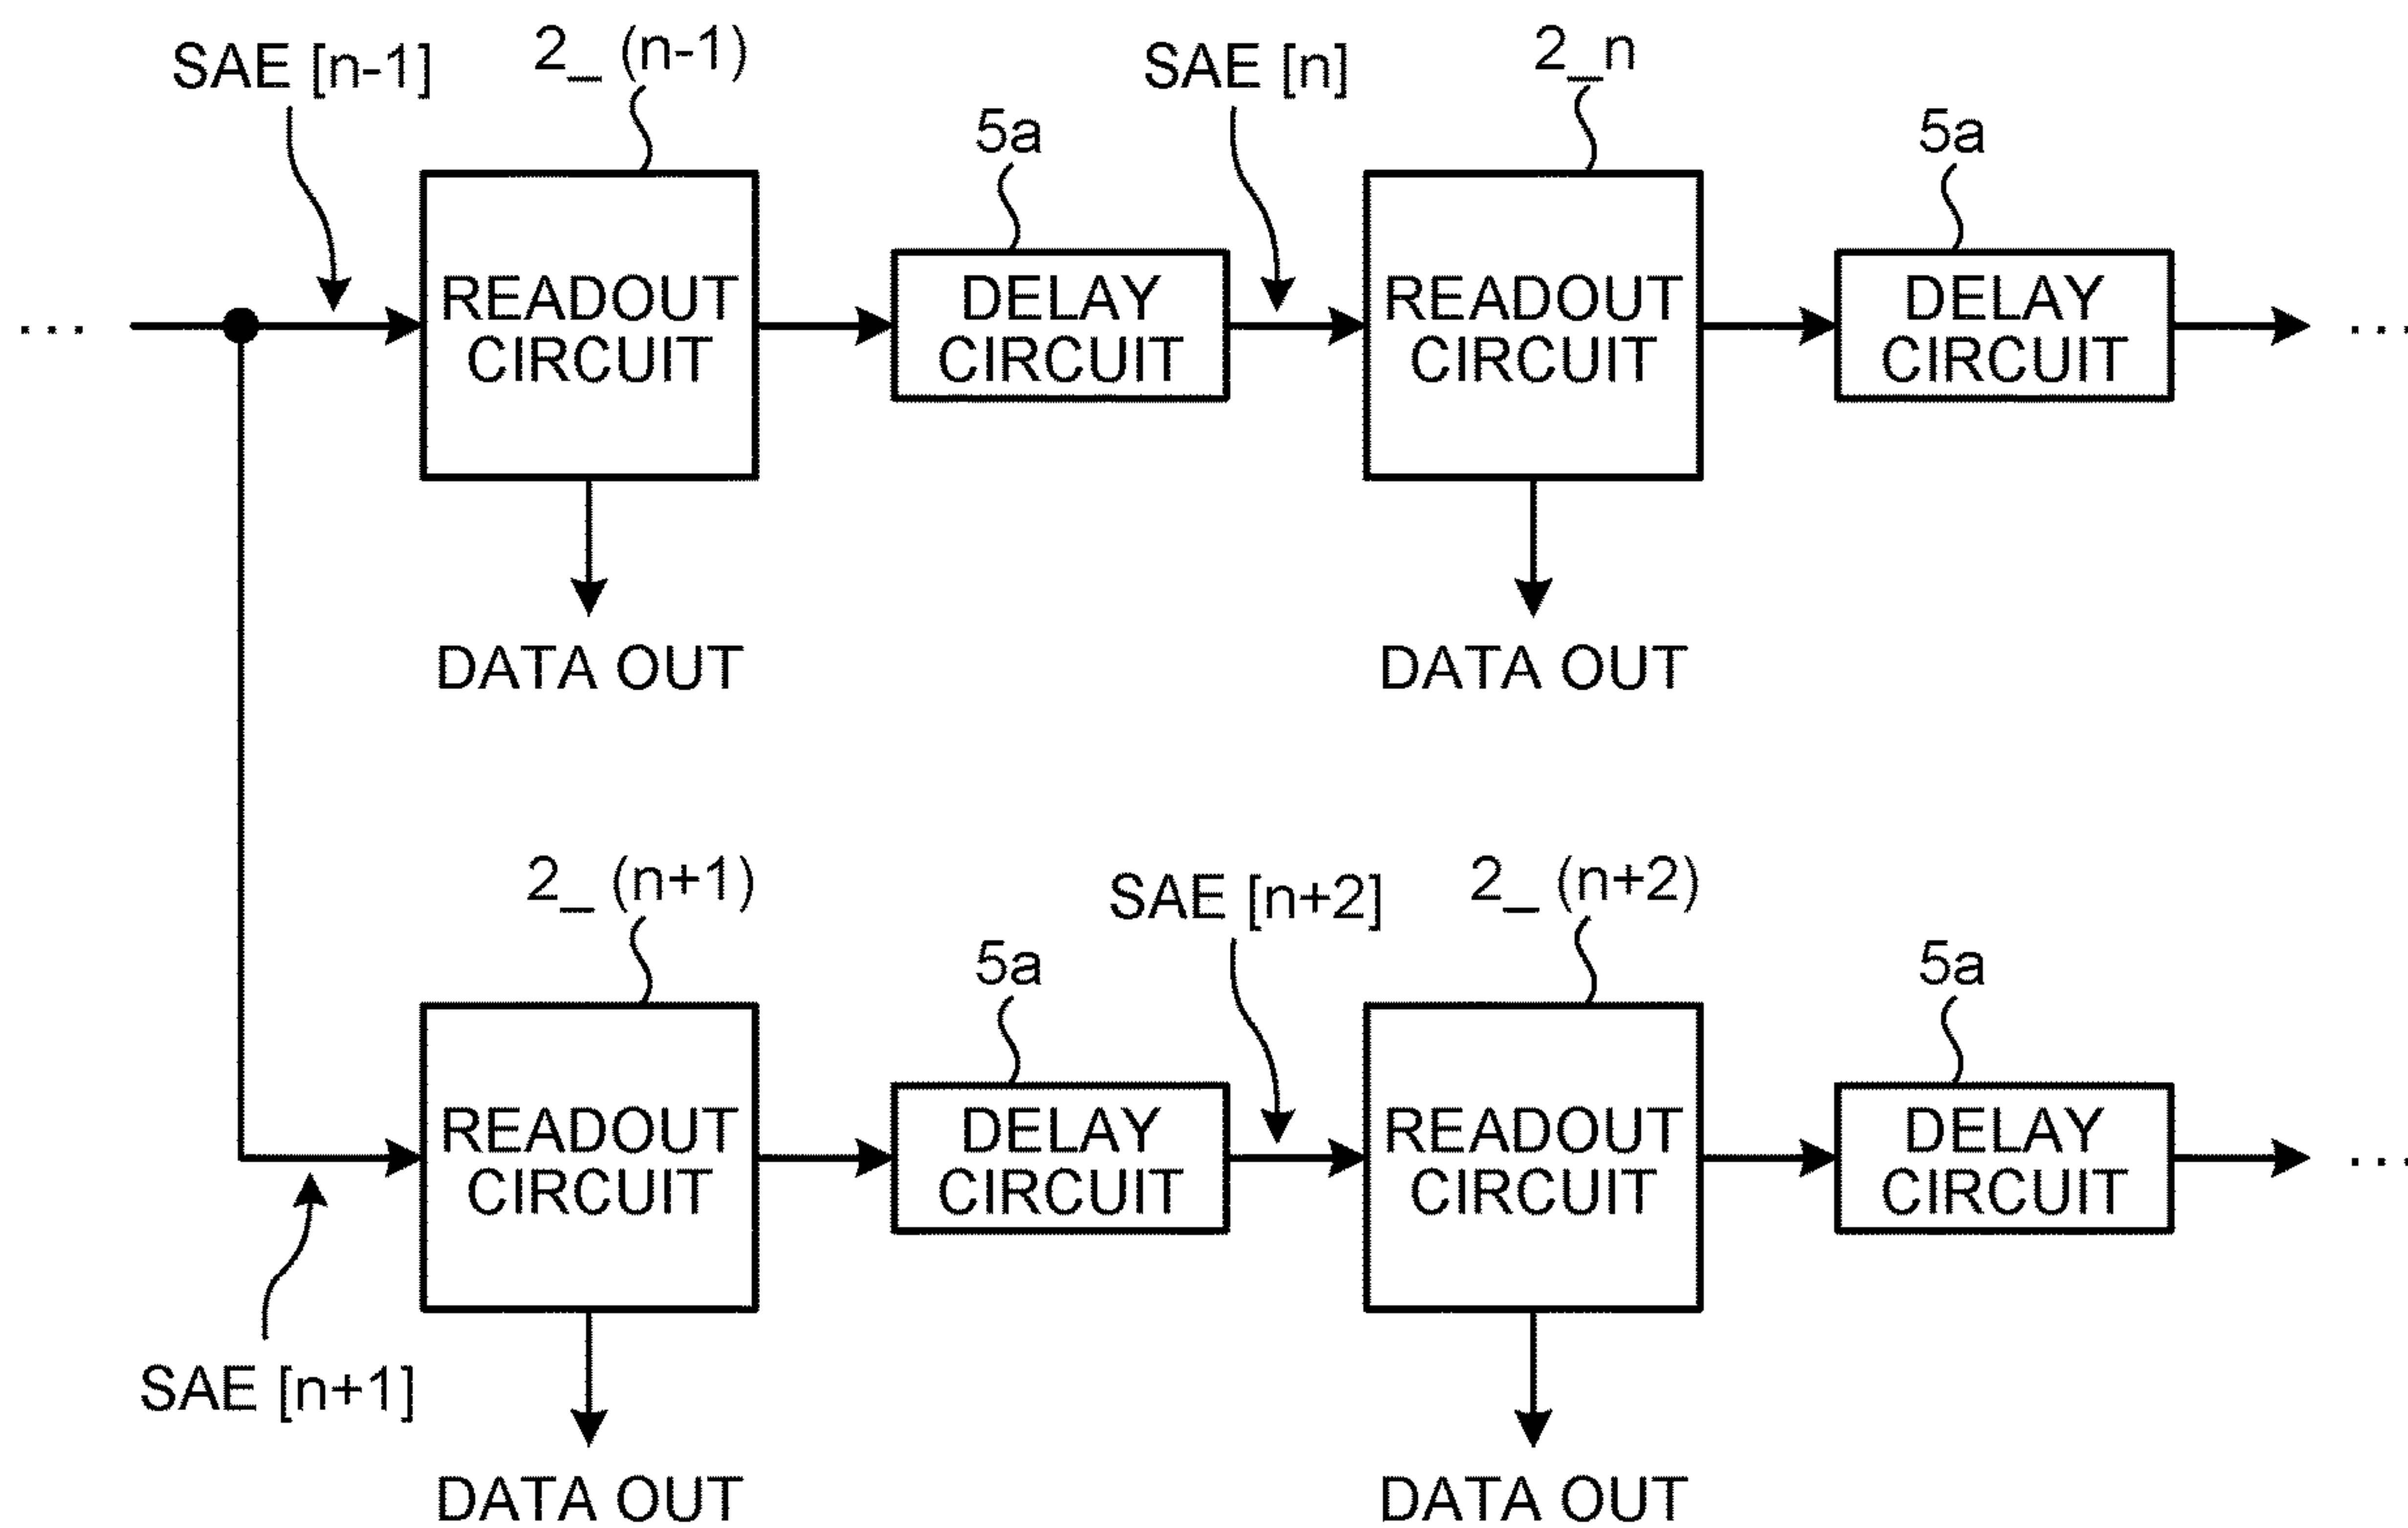 SAE [n-1]
2_ (n-1)
SAE [n]
2_n
5a
5a
READOUT
CIRCUIT
DELAY
CIRCUIT
READOUT
CIRCUIT
DELAY
CIRCUIT
...
...
DATA OUT
DATA OUT
2_ (n+1)
SAE [n+2]
2_ (n+2)
5a
5a
READOUT
CIRCUIT
DELAY
CIRCUIT
READOUT
CIRCUIT
DELAY
CIRCUIT
...
SAE [n+1]
DATA OUT
DATA OUT